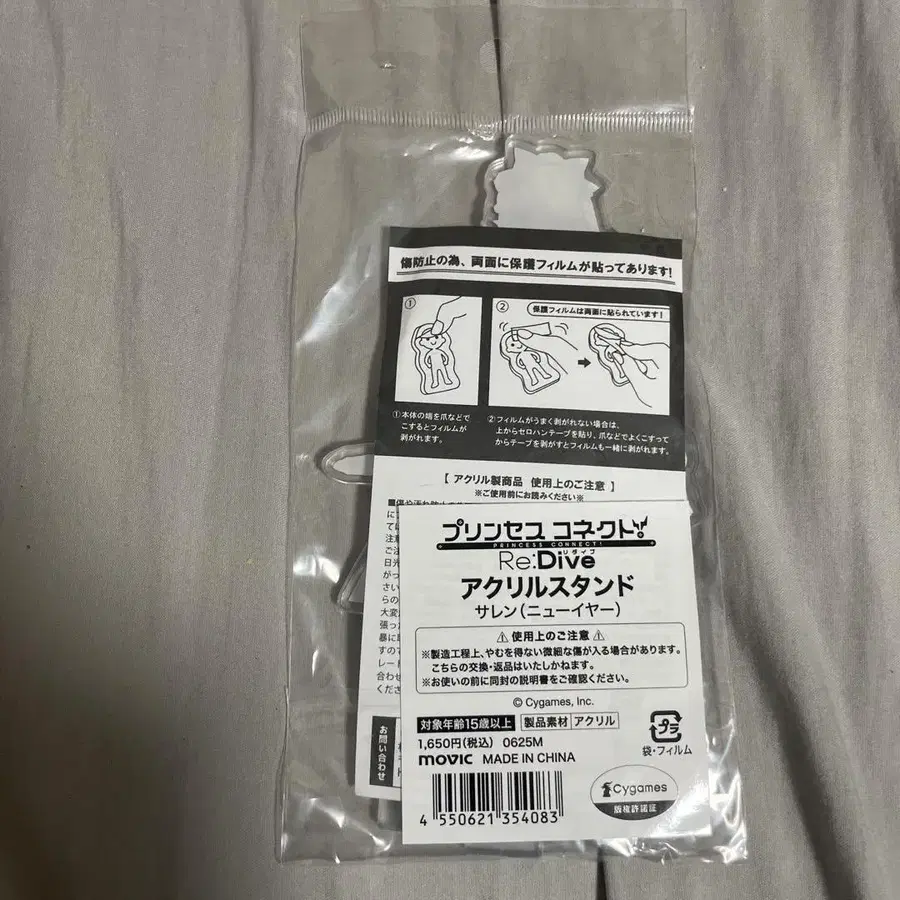 傷防止の為、両面に保護フィルムが貼ってあります!
①
②
保護フィルムは両面に貼られています!
①本体の端を爪などで
こするとフィルムが
剥がれます。
②フィルムがうまく剥がれない場合は、
上からセロハンテープを貼り、爪などでよくこすって
からテープを剥がすとフィルムも一緒に剥がれます。
【 アクリル製商品 使用上のご注意 】
※ご使用前にお読みください※
プリンセスコネクト!
PRINCESS CONNECT!
Re:Dive
リダイブ
アクリルスタンド
サレン(ニューイヤー)
⚠使用上のご注意⚠
※製造工程上、やむを得ない微細な傷が入る場合があります。
こちらの交換・返品はいたしかねます。
※お使いの前に同封の説明書をご確認ください。
© Cygames, Inc.
対象年齢15歳以上 製品素材 アクリル
1,650円(税込) 0625M
movic MADE IN CHINA
プラ
袋・フィルム
4 550621 354083
Cygames
版権許諾証
お問い合わせ